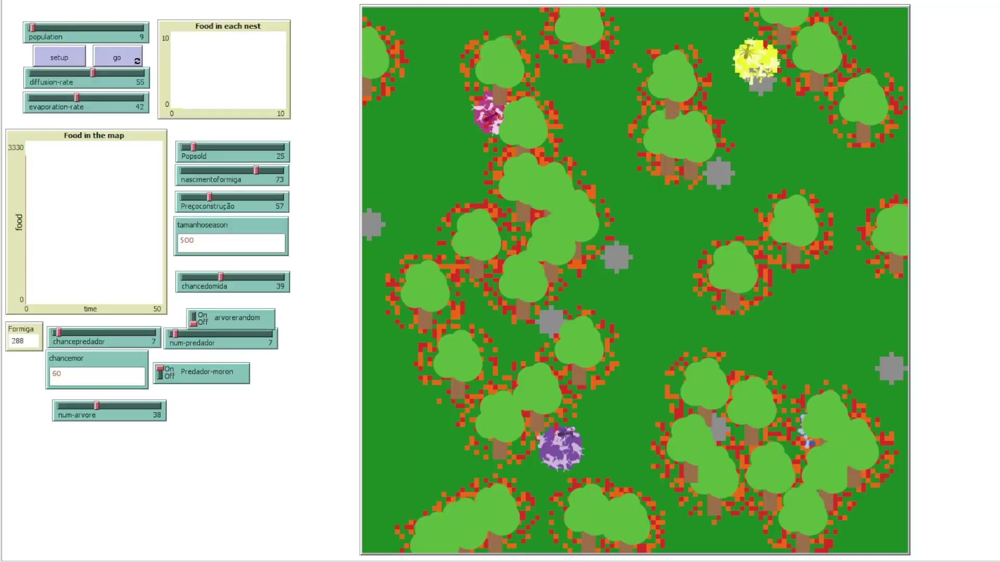 population 9
setup
go
diffusion-rate 55
evaporation-rate 42
Food in each nest
10
0
0 10
Food in the map
3330
food
0
0 time 50
Popsold 25
nascimentoformiga 73
Preçoconstrução 57
tamanhoseason
500
chancedomida 39
On
Off
arvorerandom
Formiga
288
chancepredador 7
num-predador 7
chancemor
60
On
Off
Predador-moron
num-arvore 38